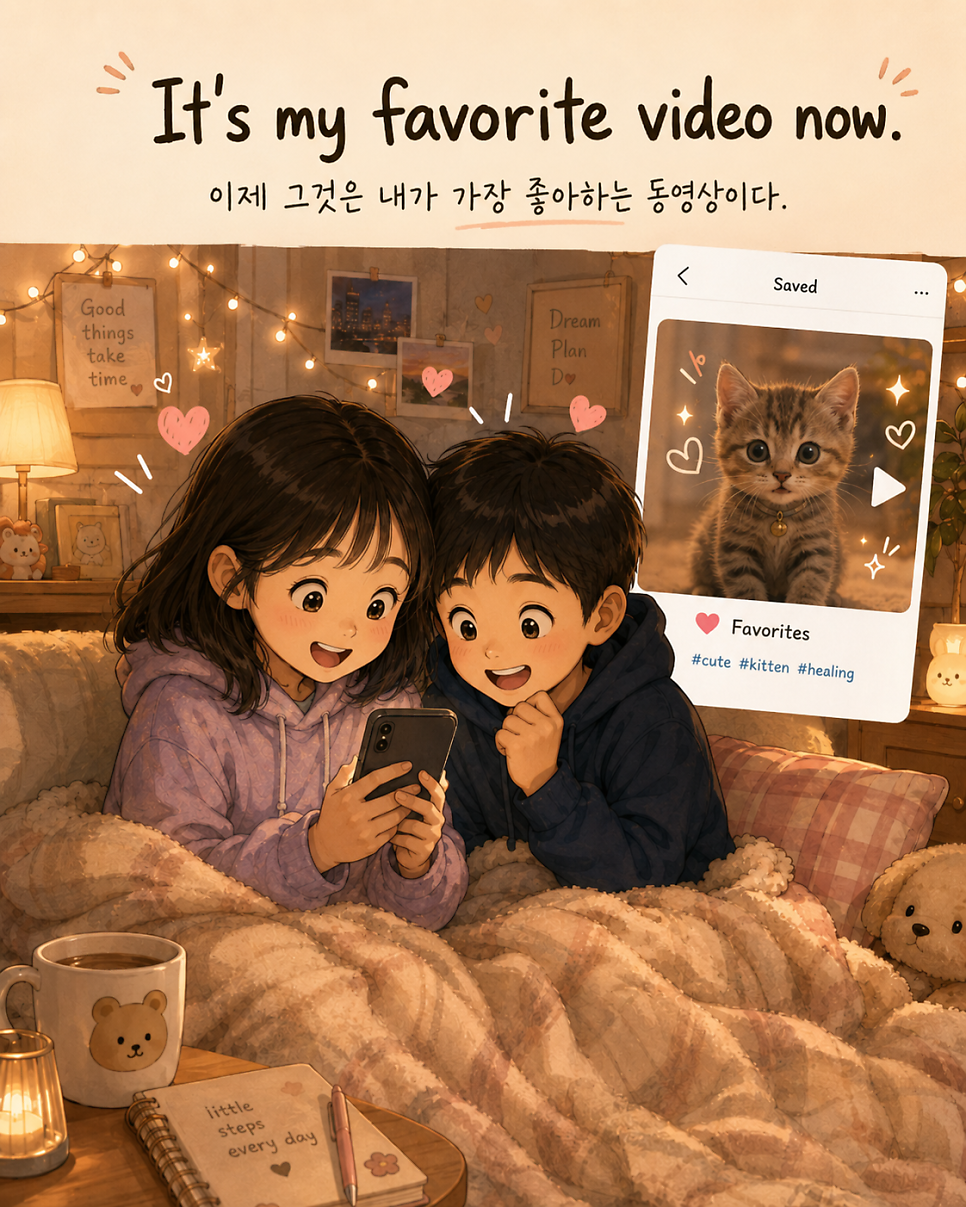 It's my favorite video now.
이제 그것은 내가 가장 좋아하는 동영상이다.
Good
things
take
time
Dream
Plan
Do
Saved
Favorites
#cute #kitten #healing
little
steps
every day